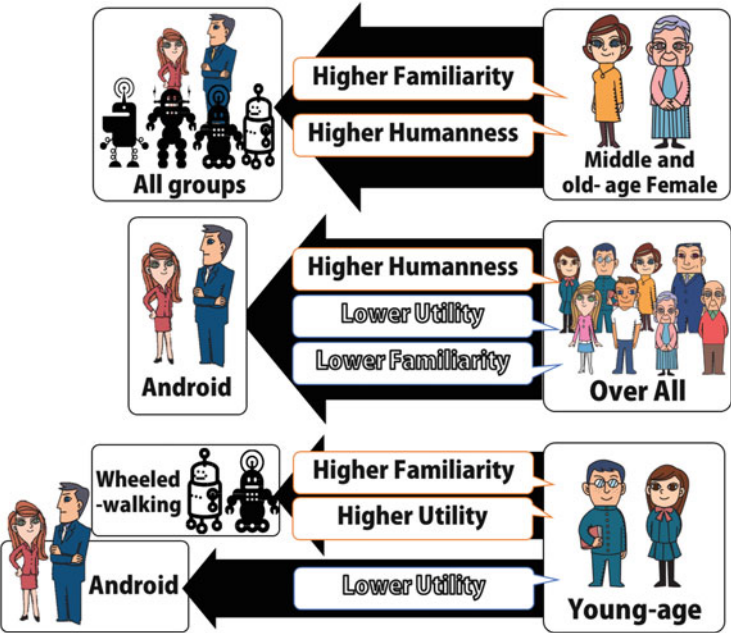 Higher Familiarity
Higher Humanness
All groups
Middle and
old- age Female
Higher Humanness
Lower Utility
Lower Familiarity
Android
Over All
Wheeled
-walking
Higher Familiarity
Higher Utility
Android
Lower Utility
Young-age